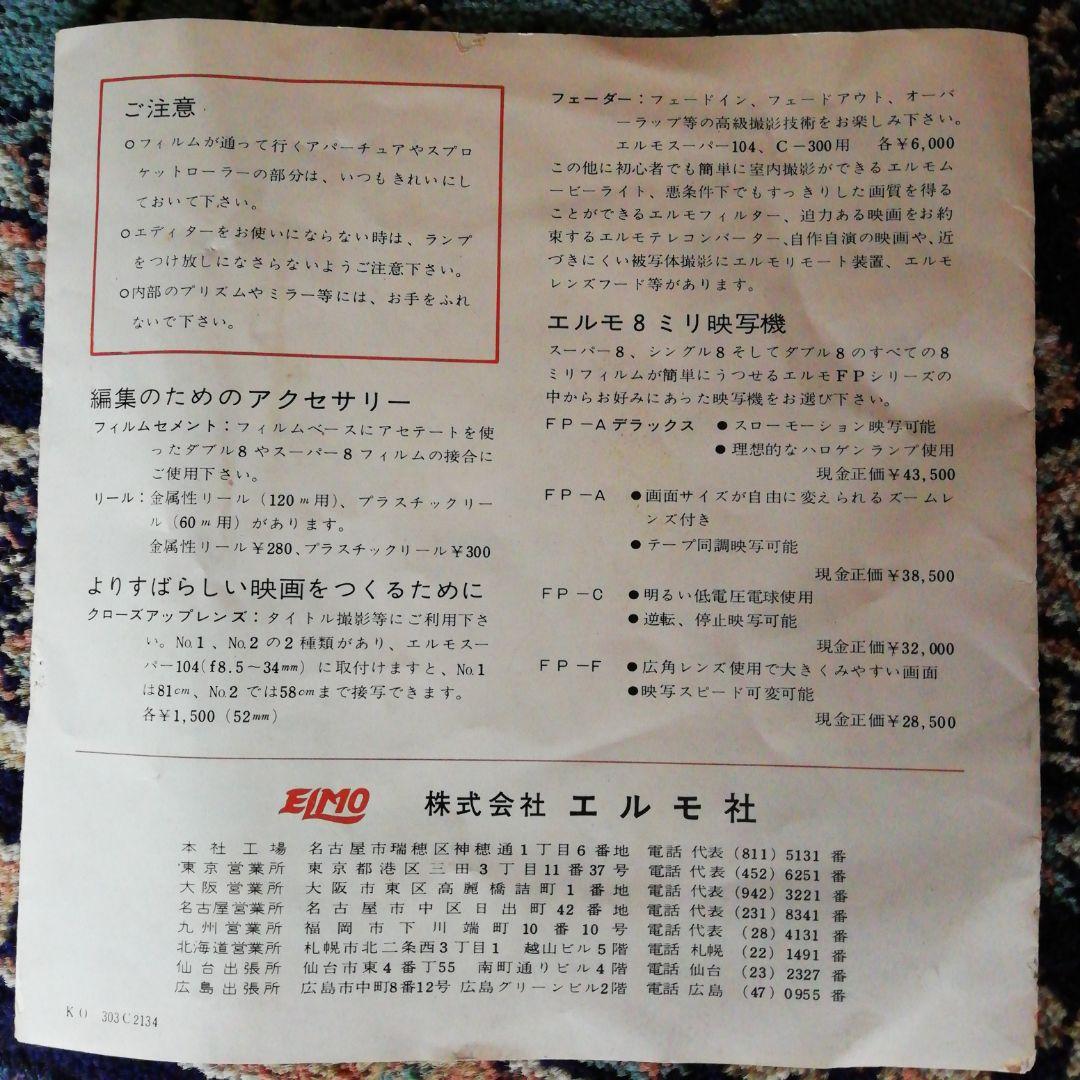 ご注意
○フィルムが通って行くアパーチュアやスプロ
ケットローラーの部分は、いつもきれいにし
ておいて下さい。
○エディターをお使いにならない時は、ランプ
をつけ放しになさらないようご注意下さい。
○内部のプリズムやミラー等には、お手をふれ
ないで下さい。
編集のためのアクセサリー
フィルムセメント：フィルムベースにアセテートを使
ったダブル8やスーパー8フィルムの接合に
ご使用下さい。
リール：金属性リール（120m用）、プラスチックリー
ル（60m用）があります。
金属性リール¥280、プラスチックリール¥300
よりすばらしい映画をつくるために
クローズアップレンズ：タイトル撮影等にご利用下さ
い。No.1、No.2の2種類があり、エルモスー
パー104(f8.5～34mm）に取付けますと、No.1
は81cm、No.2では58cmまで接写できます。
各¥1,500（52mm）
フェーダー：フェードイン、フェードアウト、オーバ
ーラップ等の高級撮影技術をお楽しみ下さい。
エルモスーパー104、C－300用　各¥6,000
この他に初心者でも簡単に室内撮影ができるエルモム
ービーライト、悪条件下でもすっきりした画質を得る
ことができるエルモフィルター、迫力ある映画をお約
束するエルモテレコンバーター、自作自演の映画や、近
づきにくい被写体撮影にエルモリモート装置、エルモ
レンズフード等があります。
エルモ8ミリ映写機
スーパー8、シングル8そしてダブル8のすべての8
ミリフィルムが簡単にうつせるエルモFPシリーズの
中からお好みにあった映写機をお選び下さい。
FP－Aデラックス　●スローモーション映写可能
●理想的なハロゲンランプ使用
現金正価¥43,500
FP－A　●画面サイズが自由に変えられるズームレ
ンズ付き
●テープ同調映写可能
現金正価¥38,500
FP－C　●明るい低電圧電球使用
●逆転、停止映写可能
現金正価¥32,000
FP－F　●広角レンズ使用で大きくみやすい画面
●映写スピード可変可能
現金正価¥28,500
ELMO　株式会社 エルモ社
本社工場　名古屋市瑞穂区神穂通1丁目6番地　電話 代表 (811) 5131 番
東京営業所　東京都港区三田3丁目11番37号　電話 代表 (452) 6251 番
大阪営業所　大阪市東区高麗橋詰町1番地　電話 代表 (942) 3221 番
名古屋営業所　名古屋市中区日出町42番地　電話 代表 (231) 8341 番
九州営業所　福岡市下川端町10番10号　電話 代表 (28) 4131 番
北海道営業所　札幌市北二条西3丁目1　越山ビル5階　電話 札幌 (22) 1491 番
仙台出張所　仙台市東4番丁55　南町通りビル4階　電話 仙台 (23) 2327 番
広島出張所　広島市中町8番12号 広島グリーンビル2階　電話 広島 (47) 0955 番
KO 303C2134